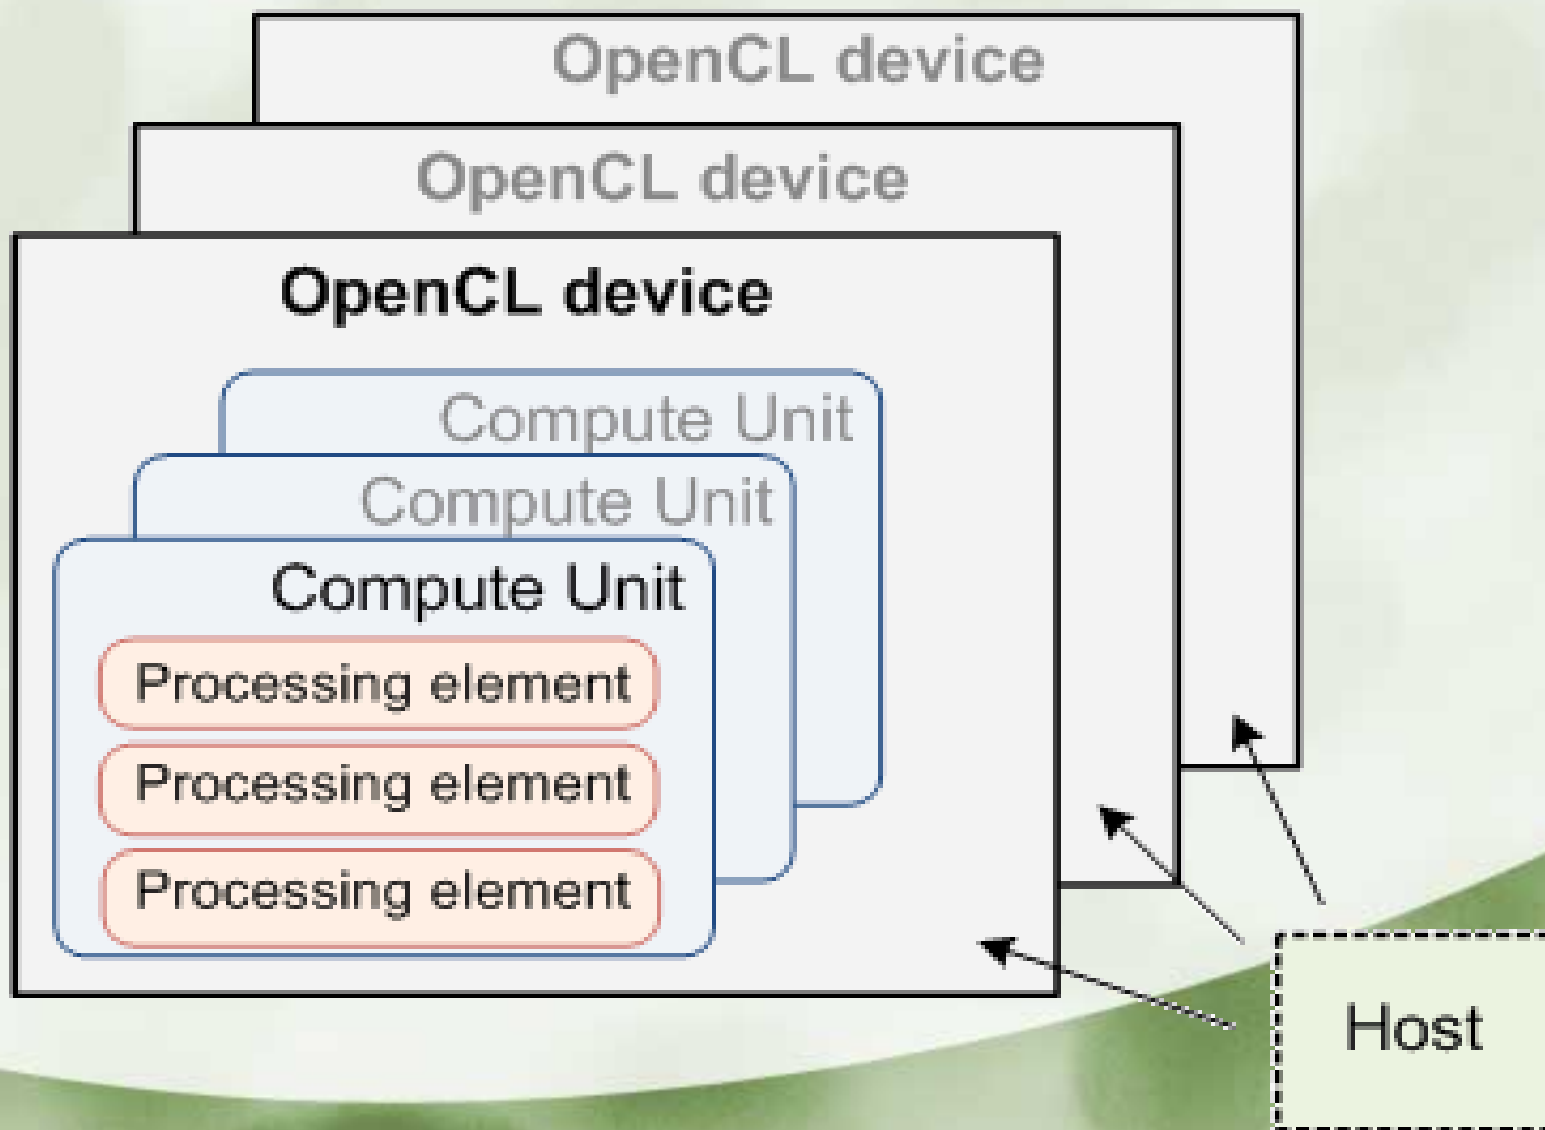 OpenCL device
OpenCL device
OpenCL device
Compute Unit
Compute Unit
Compute Unit
Processing element
Processing element
Processing element
Host